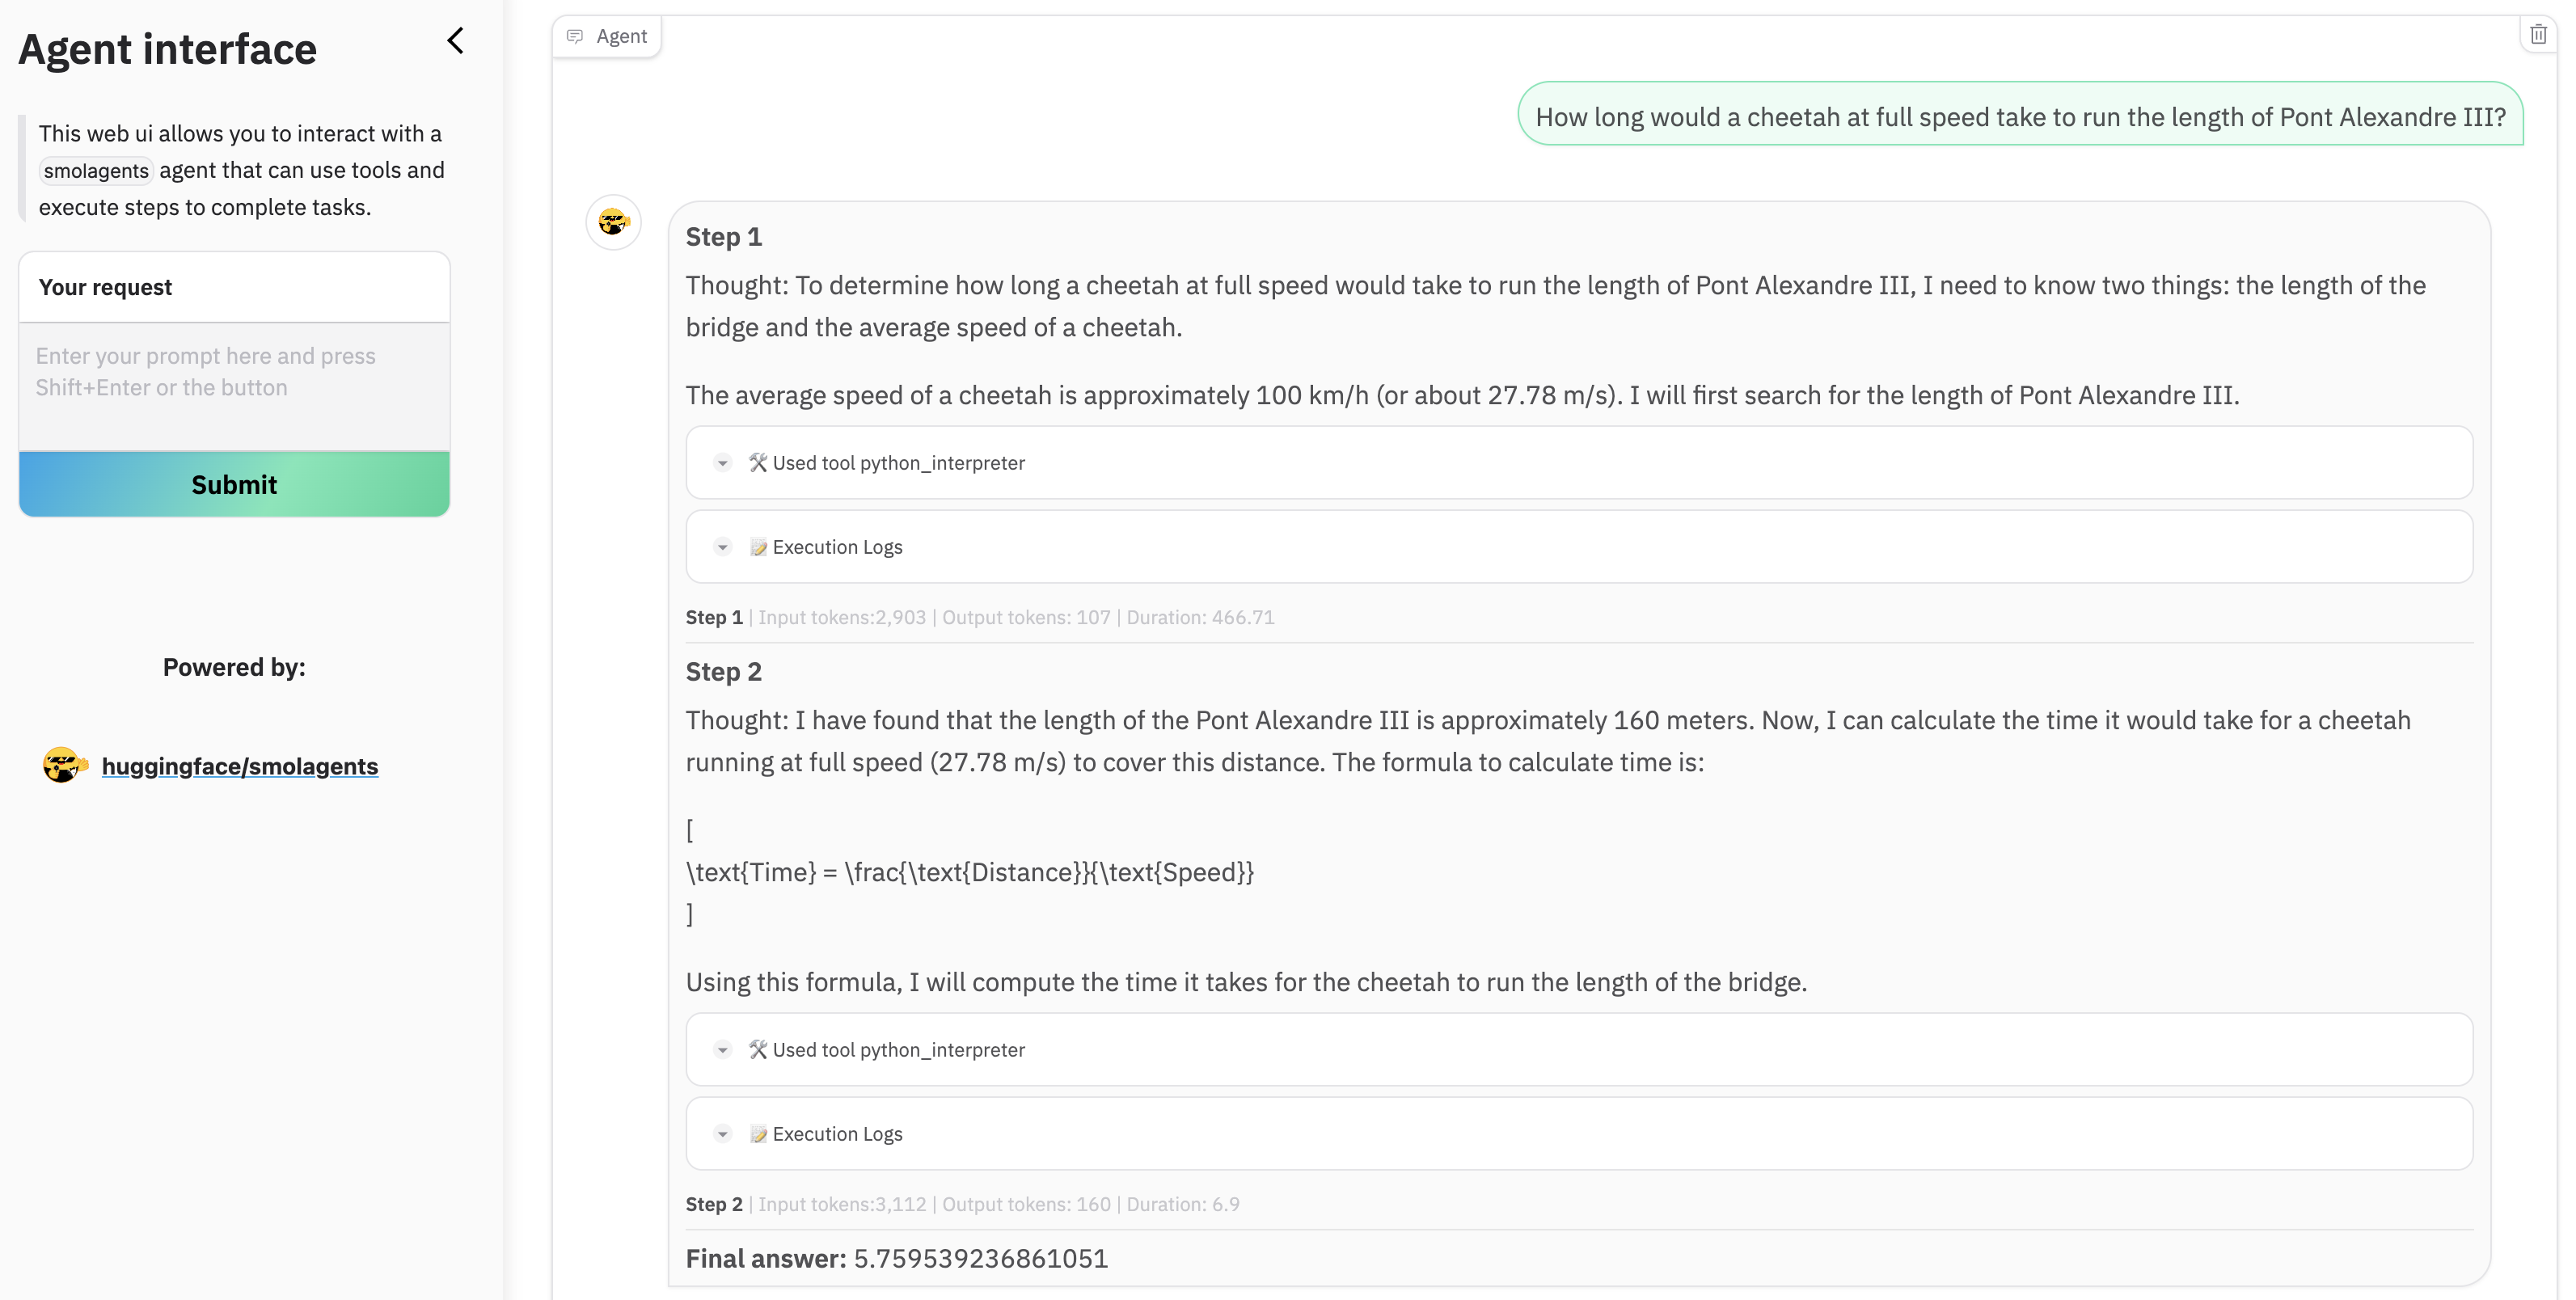 Agent interface
This web ui allows you to interact with a
smolagents agent that can use tools and
execute steps to complete tasks.
Your request
Enter your prompt here and press
Shift+Enter or the button
Submit
Powered by:
huggingface/smolagents
Agent
How long would a cheetah at full speed take to run the length of Pont Alexandre III?
Step 1
Thought: To determine how long a cheetah at full speed would take to run the length of Pont Alexandre III, I need to know two things: the length of the
bridge and the average speed of a cheetah.
The average speed of a cheetah is approximately 100 km/h (or about 27.78 m/s). I will first search for the length of Pont Alexandre III.
🛠️ Used tool python_interpreter
📝 Execution Logs
Step 1 | Input tokens:2,903 | Output tokens: 107 | Duration: 466.71
Step 2
Thought: I have found that the length of the Pont Alexandre III is approximately 160 meters. Now, I can calculate the time it would take for a cheetah
running at full speed (27.78 m/s) to cover this distance. The formula to calculate time is:
[
\text{Time} = \frac{\text{Distance}}{\text{Speed}}
]
Using this formula, I will compute the time it takes for the cheetah to run the length of the bridge.
🛠️ Used tool python_interpreter
📝 Execution Logs
Step 2 | Input tokens:3,112 | Output tokens: 160 | Duration: 6.9
Final answer: 5.759539236861051